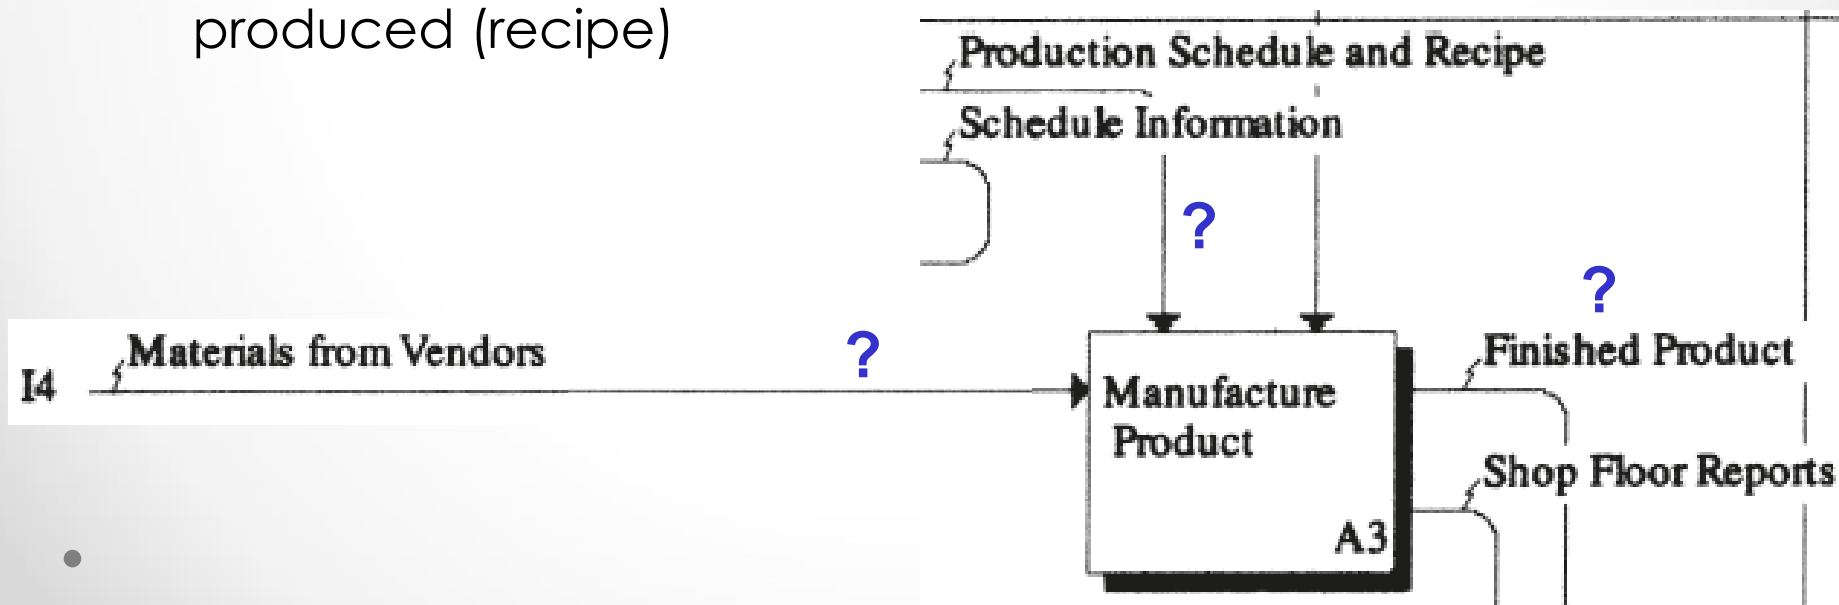 produced (recipe)
Production Schedule and Recipe
Schedule Information
?
?
Materials from Vendors
?
Finished Product
I4
Manufacture
Product
Shop Floor Reports
A3